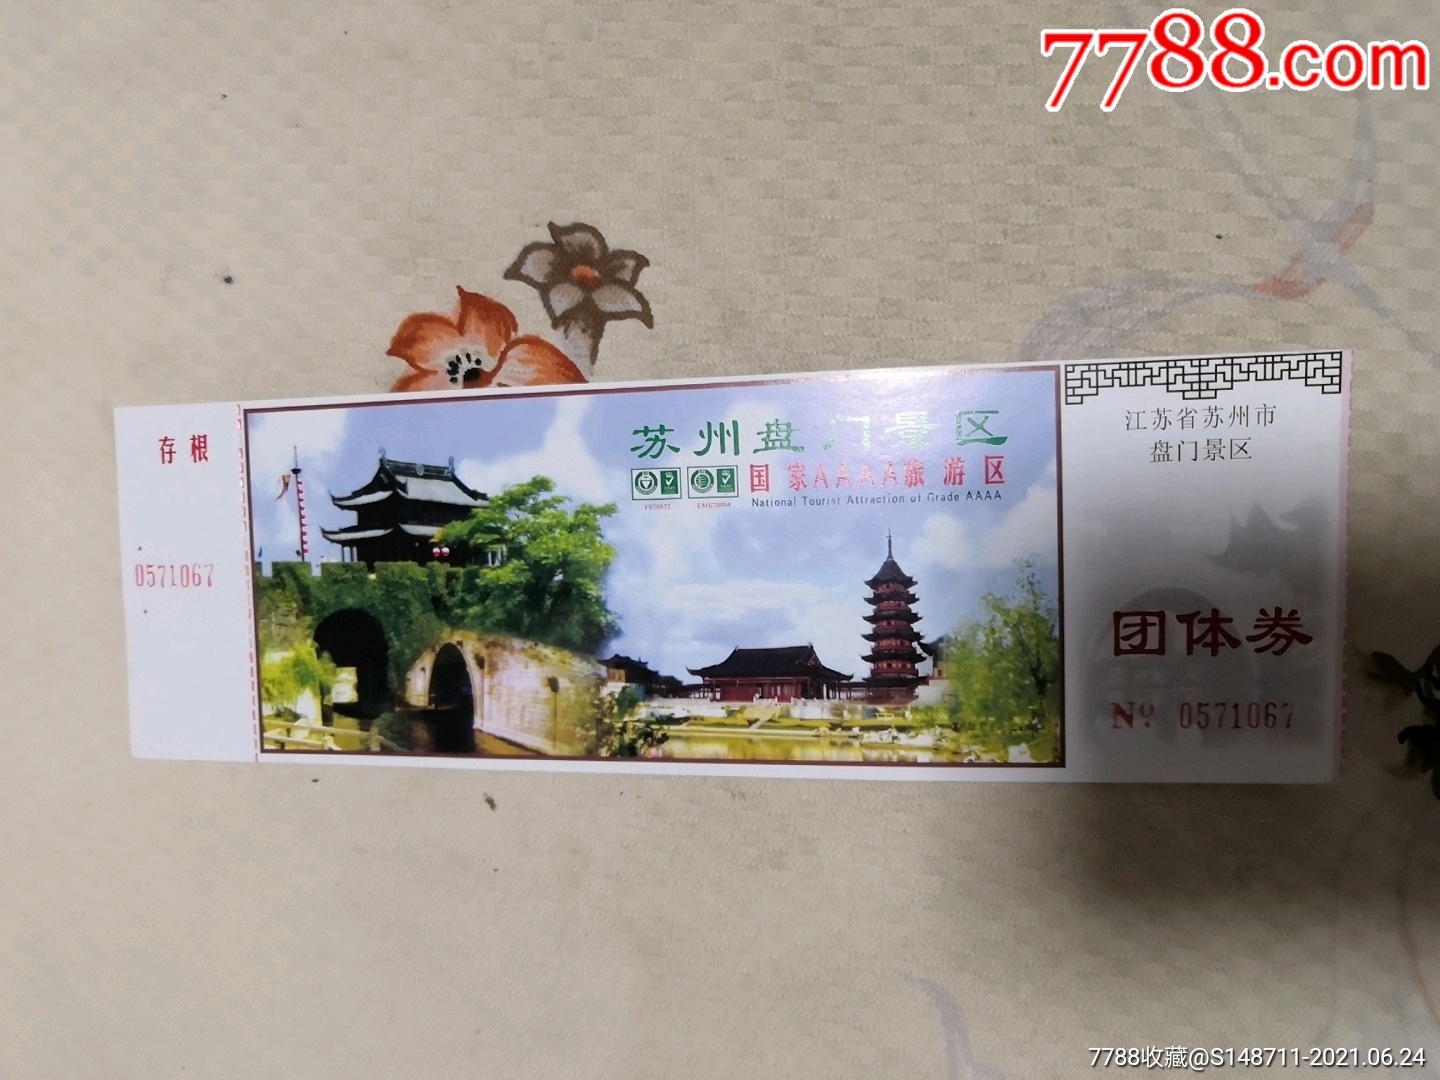 7788.com
存根
0571067
苏州盘门景区
国家AAAA旅游区
National Tourist Attraction of Grade AAAA
FS70872
EMS70904
江苏省苏州市
盘门景区
团体券
Nº 0571067
7788收藏@S148711-2021.06.24